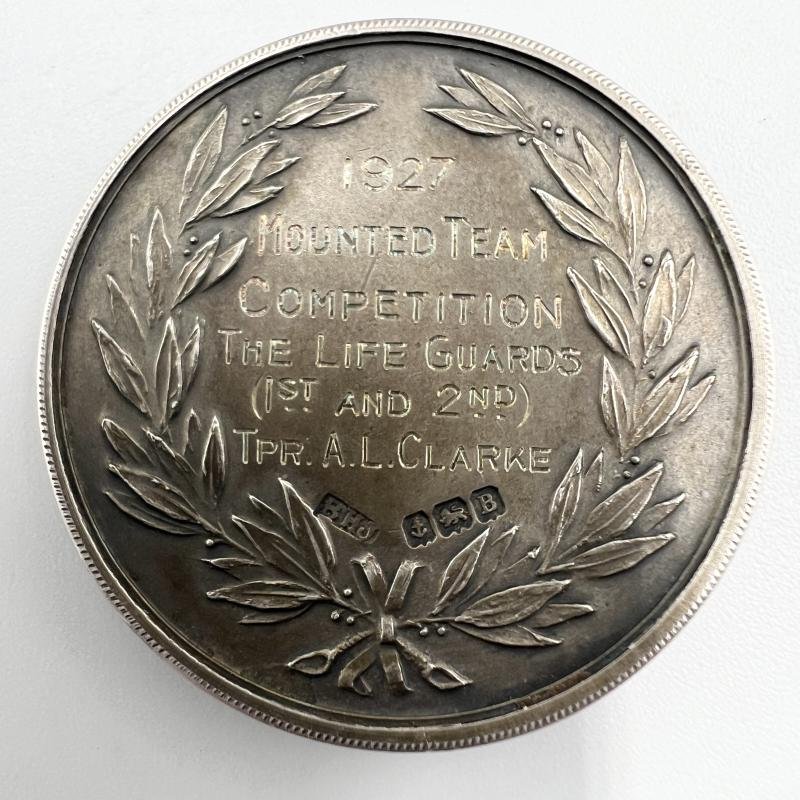 1927
MOUNTED TEAM
COMPETITION
THE LIFE GUARDS
(1ST AND 2ND)
TPR. A.L. CLARKE
B